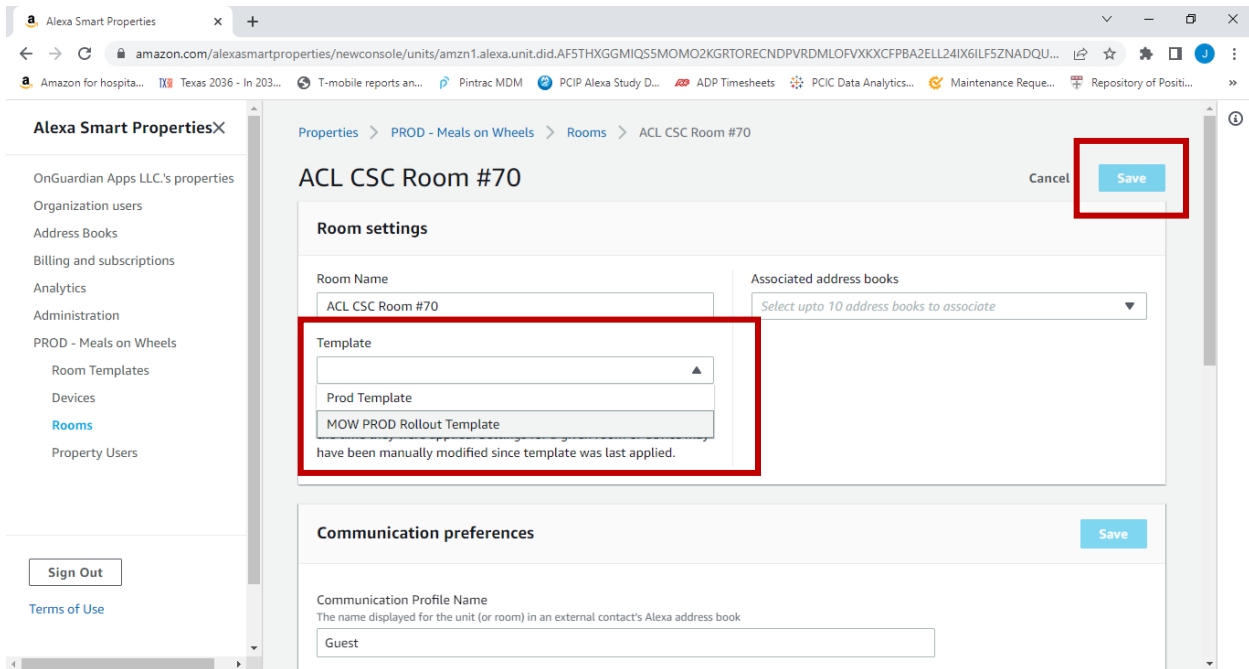 Alexa Smart Properties
amazon.com/alexasmartproperties/newconsole/units/amzn1.alexa.unit.did.AF5THXGGMIQS5MOMO2KGRTORECNDPVRDMLOFVXKXCFPBA2ELL24IX6ILF5ZNADQU...
J
Amazon for hospita... Texas 2036 - In 203... T-mobile reports an... Pintrac MDM PCIP Alexa Study D... ADP Timesheets PCIC Data Analytics... Maintenance Reque... Repository of Positi... »
Alexa Smart Properties
OnGuardian Apps LLC.'s properties
Organization users
Address Books
Billing and subscriptions
Analytics
Administration
PROD - Meals on Wheels
Room Templates
Devices
Rooms
Property Users
Sign Out
Terms of Use
Properties > PROD - Meals on Wheels > Rooms > ACL CSC Room #70
ACL CSC Room #70
Cancel Save
Room settings
Room Name
ACL CSC Room #70
Associated address books
Select upto 10 address books to associate
Template
Prod Template
MOW PROD Rollout Template
have been manually modified since template was last applied.
Communication preferences
Save
Communication Profile Name
The name displayed for the unit (or room) in an external contact's Alexa address book
Guest